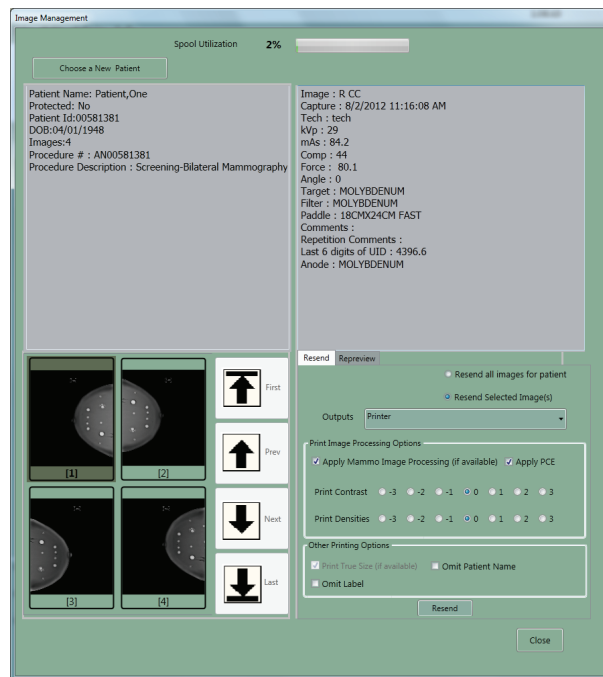 Image Management
Spool Utilization 2%
Choose a New Patient
Patient Name: Patient,One
Protected: No
Patient Id:00581381
DOB:04/01/1948
Images:4
Procedure # : AN00581381
Procedure Description : Screening-Bilateral Mammography
Image : R CC
Capture : 8/2/2012 11:16:08 AM
Tech : tech
kVp : 29
mAs : 84.2
Comp : 44
Force : 80.1
Angle : 0
Target : MOLYBDENUM
Filter : MOLYBDENUM
Paddle : 18CMX24CM FAST
Comments :
Repetition Comments :
Last 6 digits of UID : 4396.6
Anode : MOLYBDENUM
[1]
[2]
[3]
[4]
First
Prev
Next
Last
Resend Repreview
Resend all images for patient
Resend Selected Image(s)
Outputs Printer
Print Image Processing Options
Apply Mammo Image Processing (if available) Apply PCE
Print Contrast -3 -2 -1 0 1 2 3
Print Densities -3 -2 -1 0 1 2 3
Other Printing Options
Print True Size (if available) Omit Patient Name
Omit Label
Resend
Close